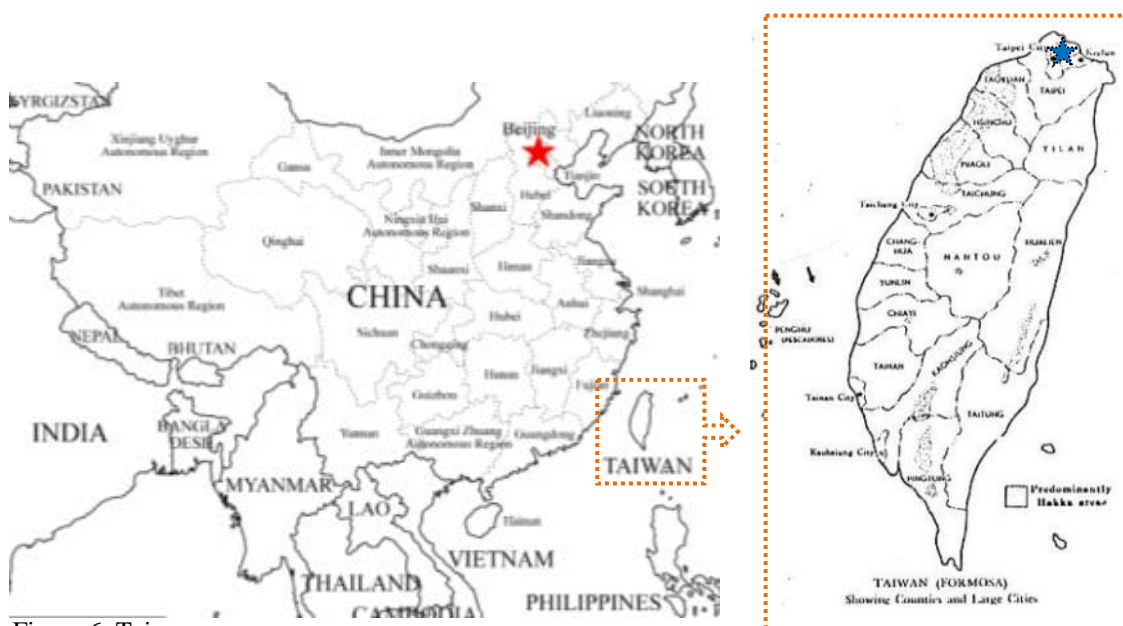 KYRGIZSTAN
Xinjiang Uyghur
Autonomous Region
Gansu
Inner Mongolia
Autonomous Region
Beijing
Liaoning
NORTH
KOREA
Tianjin
PAKISTAN
Hubei
SOUTH
KOREA
Shanxi
Shandong
Ningxia Hui
Autonomous Region
Qinghai
Shaanxi
Henan
Jiangsu
Tibet
Autonomous Region
CHINA
Anhui
Shanghai
Hubei
Sichuan
Chongqing
Zhejiang
NEPAL
BHUTAN
Hunan
Jiangxi
Guizhou
Fujian
INDIA
BANGLA
DESH
Yunnan
Guangxi Zhuang
Autonomous Region
Guangdong
TAIWAN
MYANMAR
LAO
Hainan
VIETNAM
THAILAND
CAMBODIA
PHILIPPINES
Taipei City
Keelun
TAOYUAN
TAIPEI
HSINCHU
YILAN
MIAOLI
TAICHUNG
Taichung City
CHANG-
HUA
NANTOU
HUALIEN
YUNLIN
CHIAYI
PENGHU
(PESCADORES)
KAOHSIUNG
TAINAN
Tainan City
TAITUNG
Kaohsiung City
PINGTUNG
Predominantly
Hakka areas
TAIWAN (FORMOSA)
Showing Counties and Large Cities